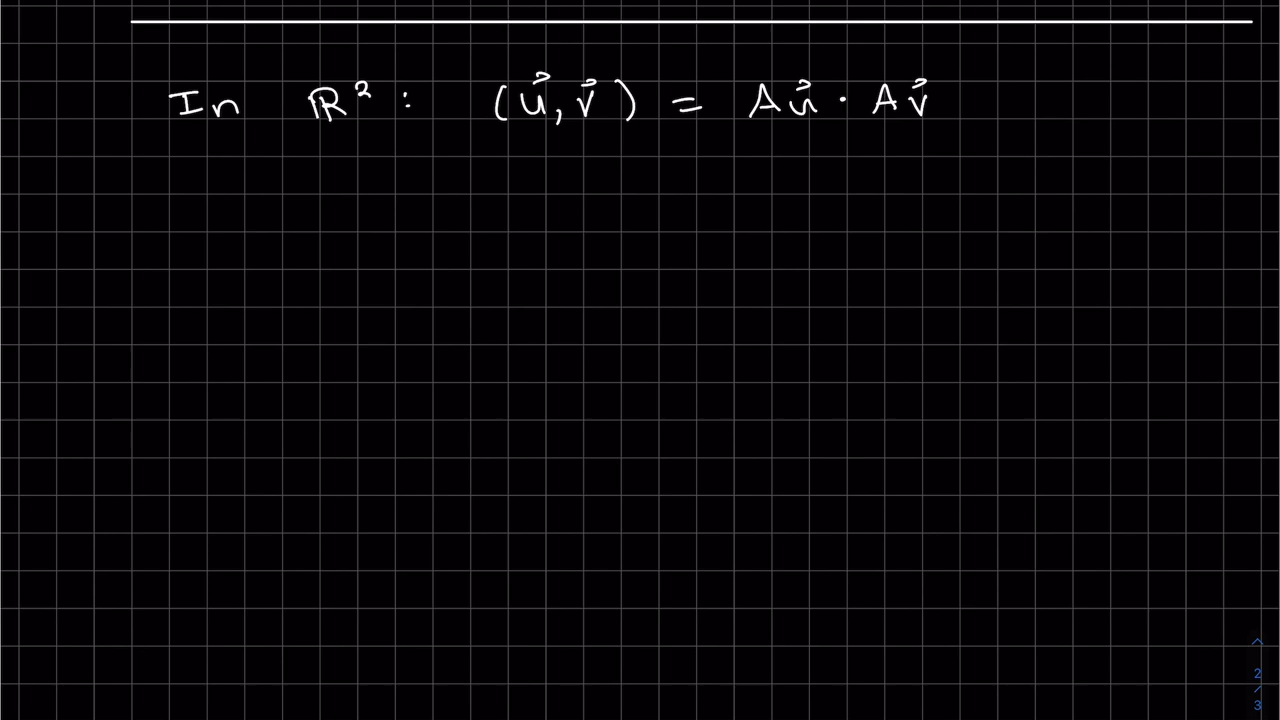 In ℝ² : (u⃗, v⃗) = Au⃗ · Av⃗
2
/
3